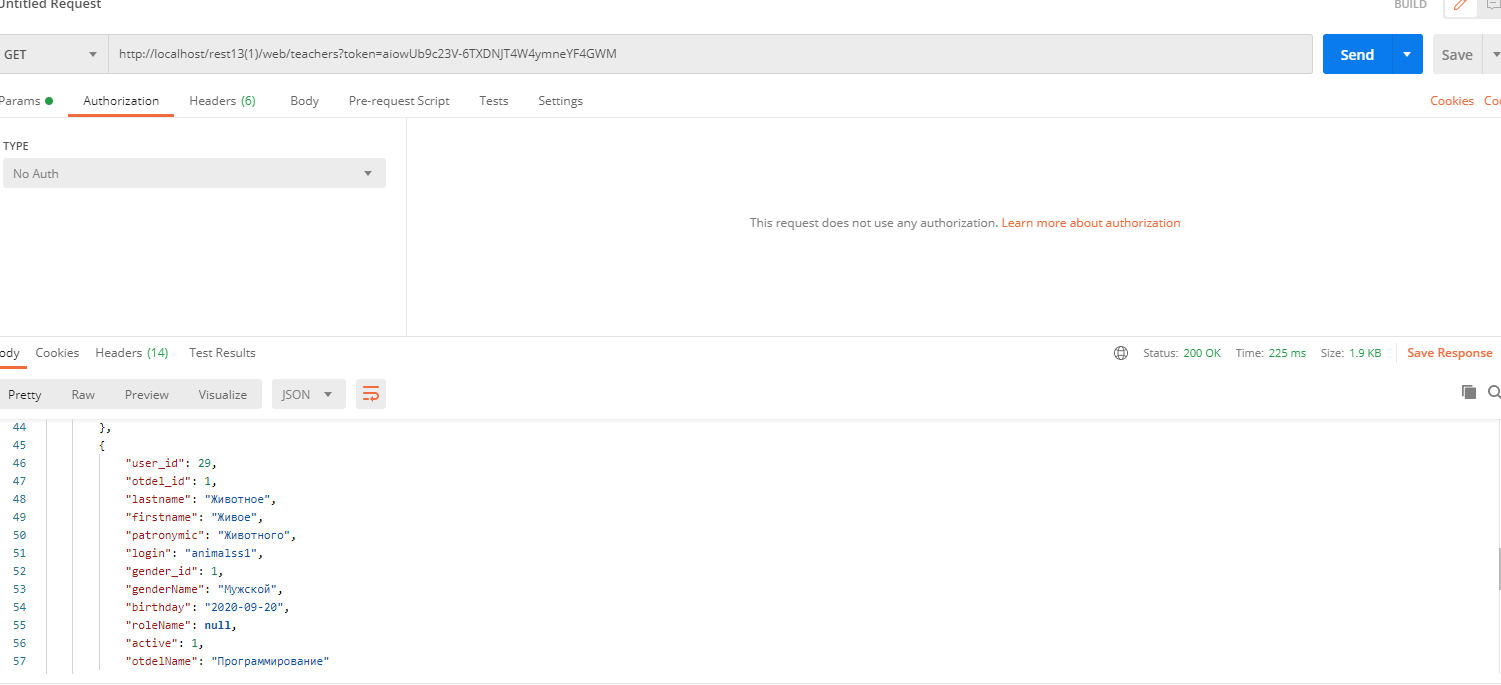 Untitled Request BUILD
GET http://localhost/rest13(1)/web/teachers?token=aiowUb9c23V-6TXDNJT4W4ymneYF4GWM Send Save
Params Authorization Headers (6) Body Pre-request Script Tests Settings Cookies Co
TYPE
No Auth
This request does not use any authorization. Learn more about authorization
ody Cookies Headers (14) Test Results Status: 200 OK Time: 225 ms Size: 1.9 KB Save Response
Pretty Raw Preview Visualize JSON
44 },
45 {
46 "user_id": 29,
47 "otdel_id": 1,
48 "lastname": "Животное",
49 "firstname": "Живое",
50 "patronymic": "Животного",
51 "login": "animalss1",
52 "gender_id": 1,
53 "genderName": "Мужской",
54 "birthday": "2020-09-20",
55 "roleName": null,
56 "active": 1,
57 "otdelName": "Программирование"